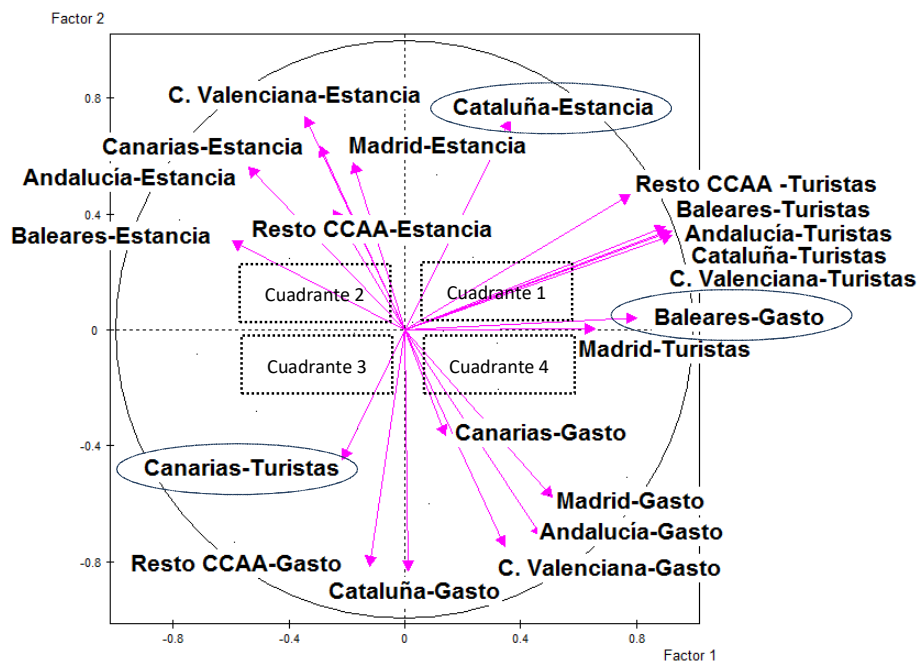 Factor 2
0.8
C. Valenciana-Estancia
Cataluña-Estancia
Canarias-Estancia
Madrid-Estancia
Andalucía-Estancia
Resto CCAA -Turistas
0.4
Baleares-Turistas
Resto CCAA-Estancia
Andalucía-Turistas
Baleares-Estancia
Cataluña-Turistas
C. Valenciana-Turistas
Cuadrante 2
Cuadrante 1
0
Baleares-Gasto
Madrid-Turistas
Cuadrante 3
Cuadrante 4
Canarias-Gasto
-0.4
Canarias-Turistas
Madrid-Gasto
Andalucía-Gasto
-0.8
Resto CCAA-Gasto
C. Valenciana-Gasto
Cataluña-Gasto
-0.8
-0.4
0
0.4
0.8
Factor 1